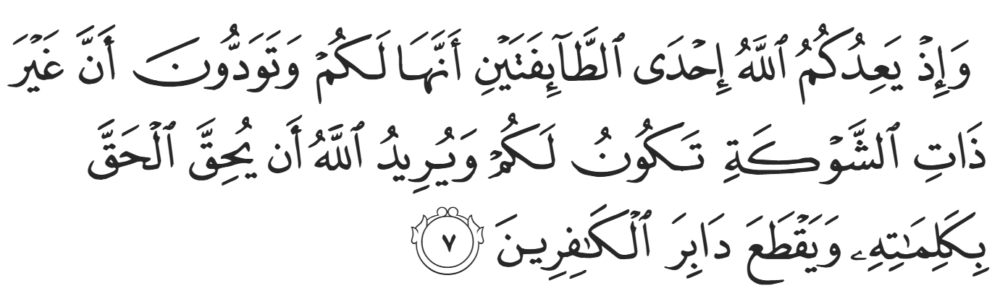 وَإِذْ يَعِدُكُمُ ٱللَّهُ إِحْدَى ٱلطَّآئِفَتَيْنِ أَنَّهَا لَكُمْ وَتَوَدُّونَ أَنَّ غَيْرَ
ذَاتِ ٱلشَّوْكَةِ تَكُونُ لَكُمْ وَيُرِيدُ ٱللَّهُ أَن يُحِقَّ ٱلْحَقَّ
بِكَلِمَـٰتِهِۦ وَيَقْطَعَ دَابِرَ ٱلْكَـٰفِرِينَ ٧